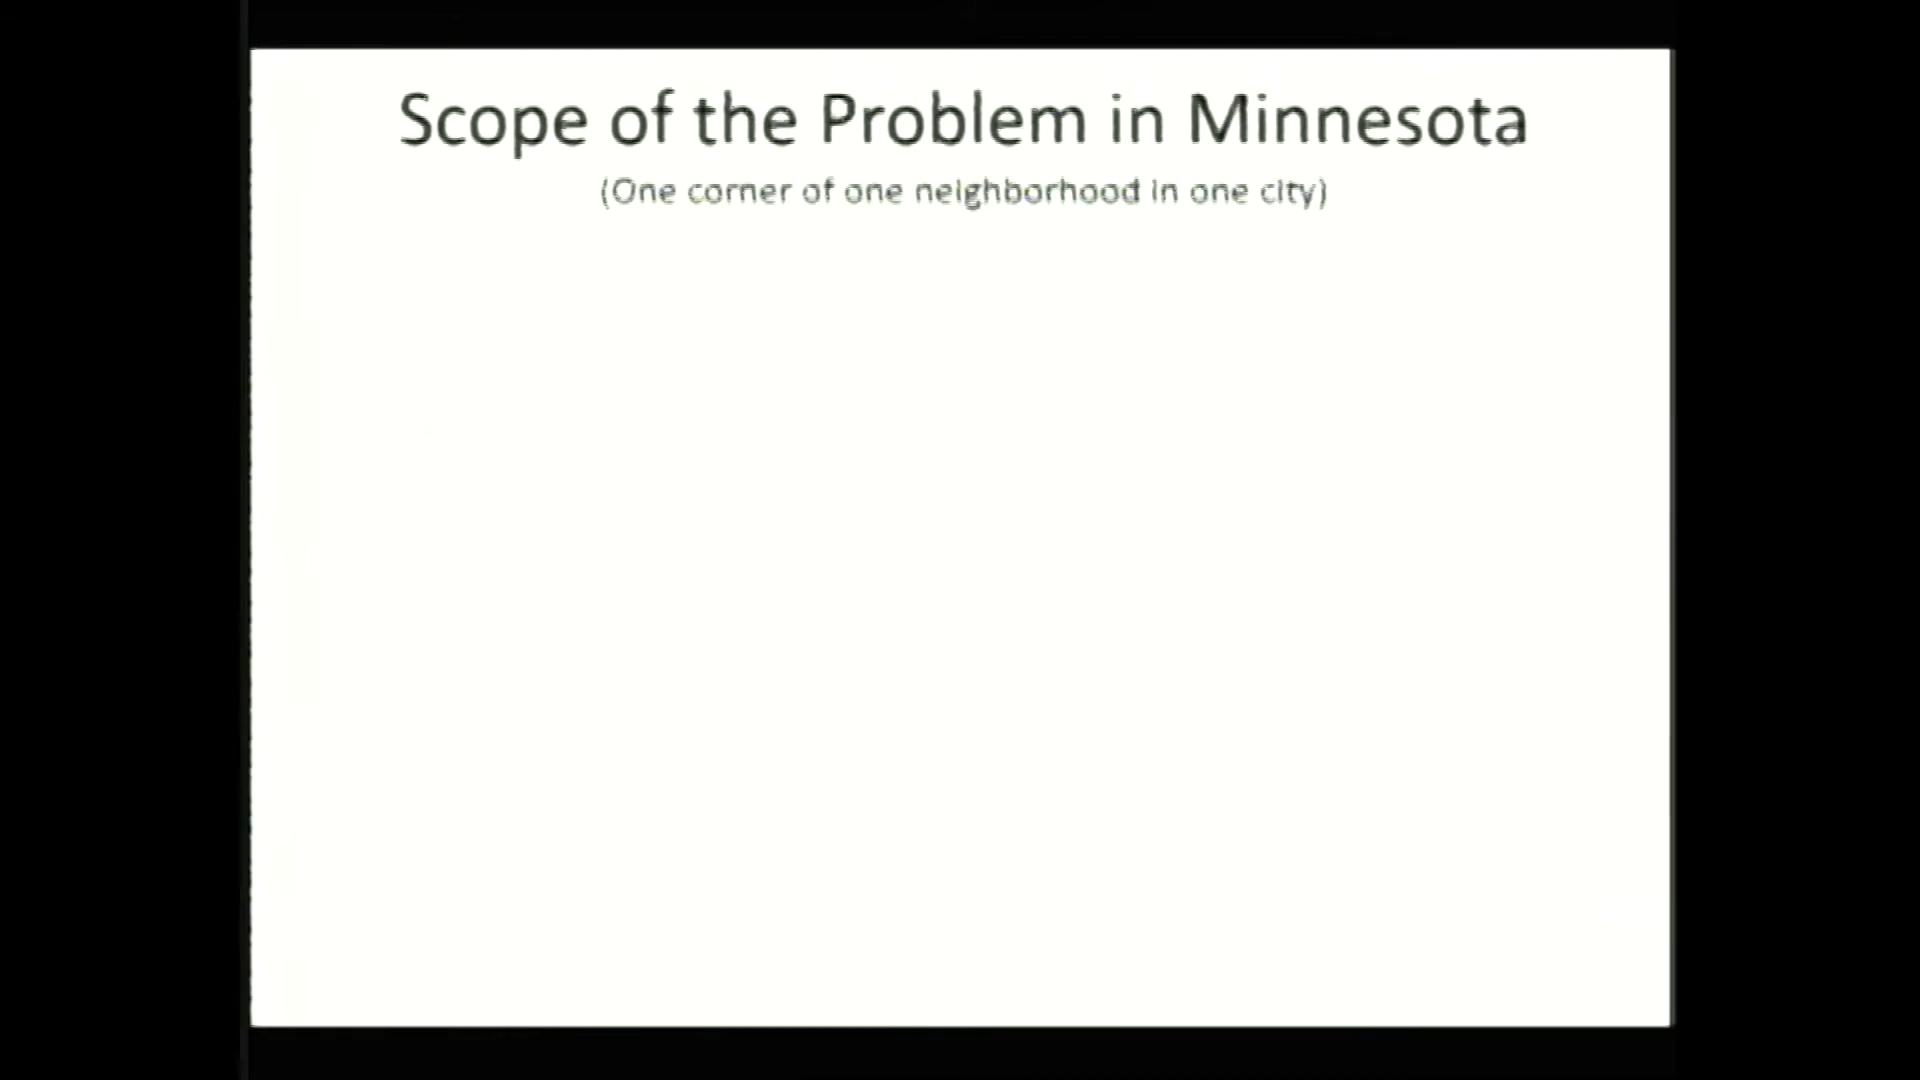 Scope of the Problem in Minnesota
(One corner of one neighborhood in one city)